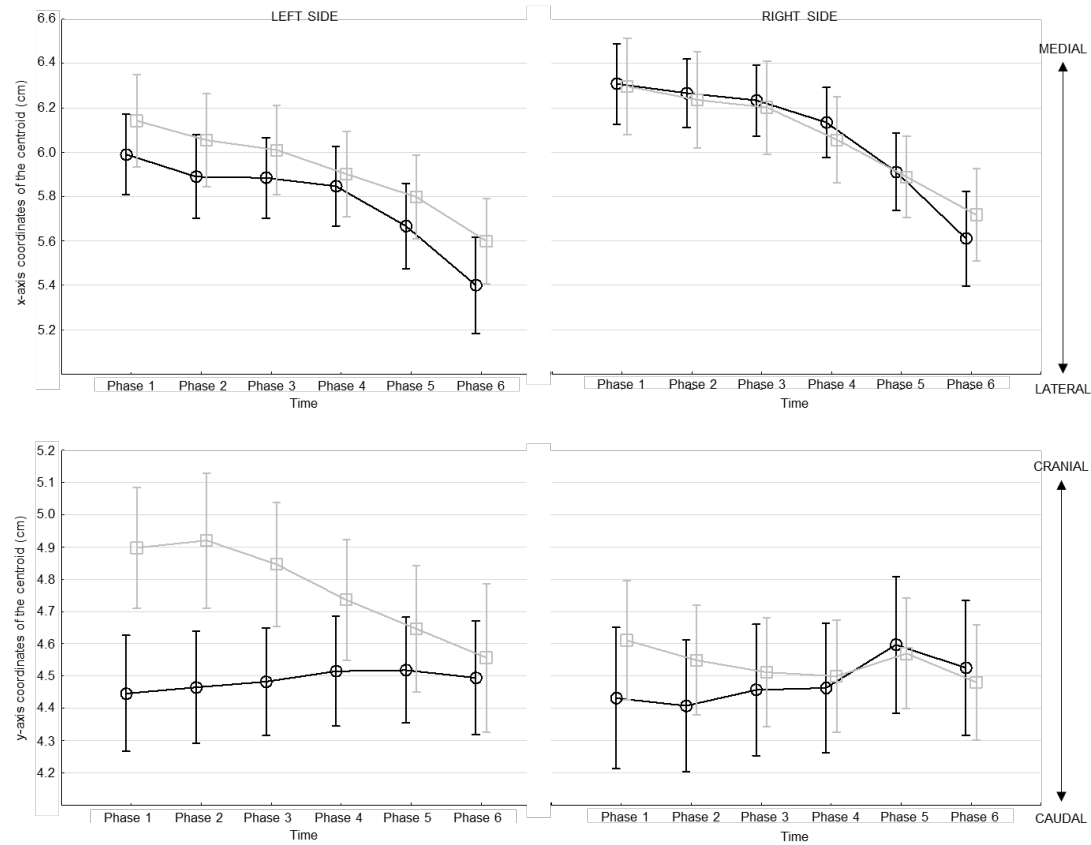 LEFT SIDE RIGHT SIDE
6.6
6.4
6.2
6.0
5.8
5.6
5.4
5.2
x-axis coordinates of the centroid (cm)
MEDIAL
LATERAL
Phase 1 Phase 2 Phase 3 Phase 4 Phase 5 Phase 6 Phase 1 Phase 2 Phase 3 Phase 4 Phase 5 Phase 6
Time Time
5.2
5.1
5.0
4.9
4.8
4.7
4.6
4.5
4.4
4.3
4.2
y-axis coordinates of the centroid (cm)
CRANIAL
CAUDAL
Phase 1 Phase 2 Phase 3 Phase 4 Phase 5 Phase 6 Phase 1 Phase 2 Phase 3 Phase 4 Phase 5 Phase 6
Time Time